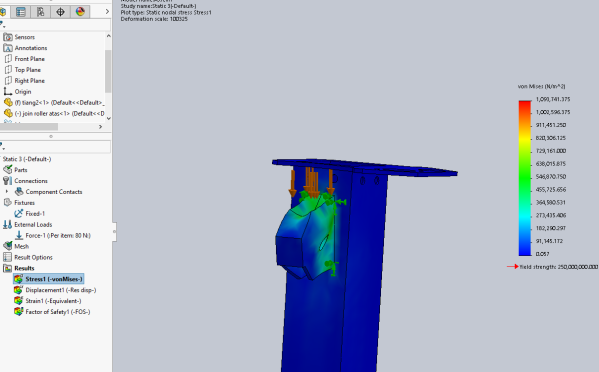 Study name:Static 3(-Default-)
Plot type: Static nodal stress Stress1
Deformation scale: 100325
Sensors
Annotations
Front Plane
Top Plane
Right Plane
Origin
(f) tiang2<1> (Default<<Default>_
(-) join roller atas<1> (Default<<D
Static 3 (-Default-)
Parts
Connections
Component Contacts
Fixtures
Fixed-1
External Loads
Force-1 (:Per item: 80 N:)
Mesh
Result Options
Results
Stress1 (-vonMises-)
Displacement1 (-Res disp-)
Strain1 (-Equivalent-)
Factor of Safety1 (-FOS-)
von Mises (N/m^2)
1,093,741.375
1,002,596.375
911,451.250
820,306.125
729,161.000
638,015.875
546,870.750
455,725.656
364,580.531
273,435.406
182,290.297
91,145.172
0.057
Yield strength: 250,000,000.000